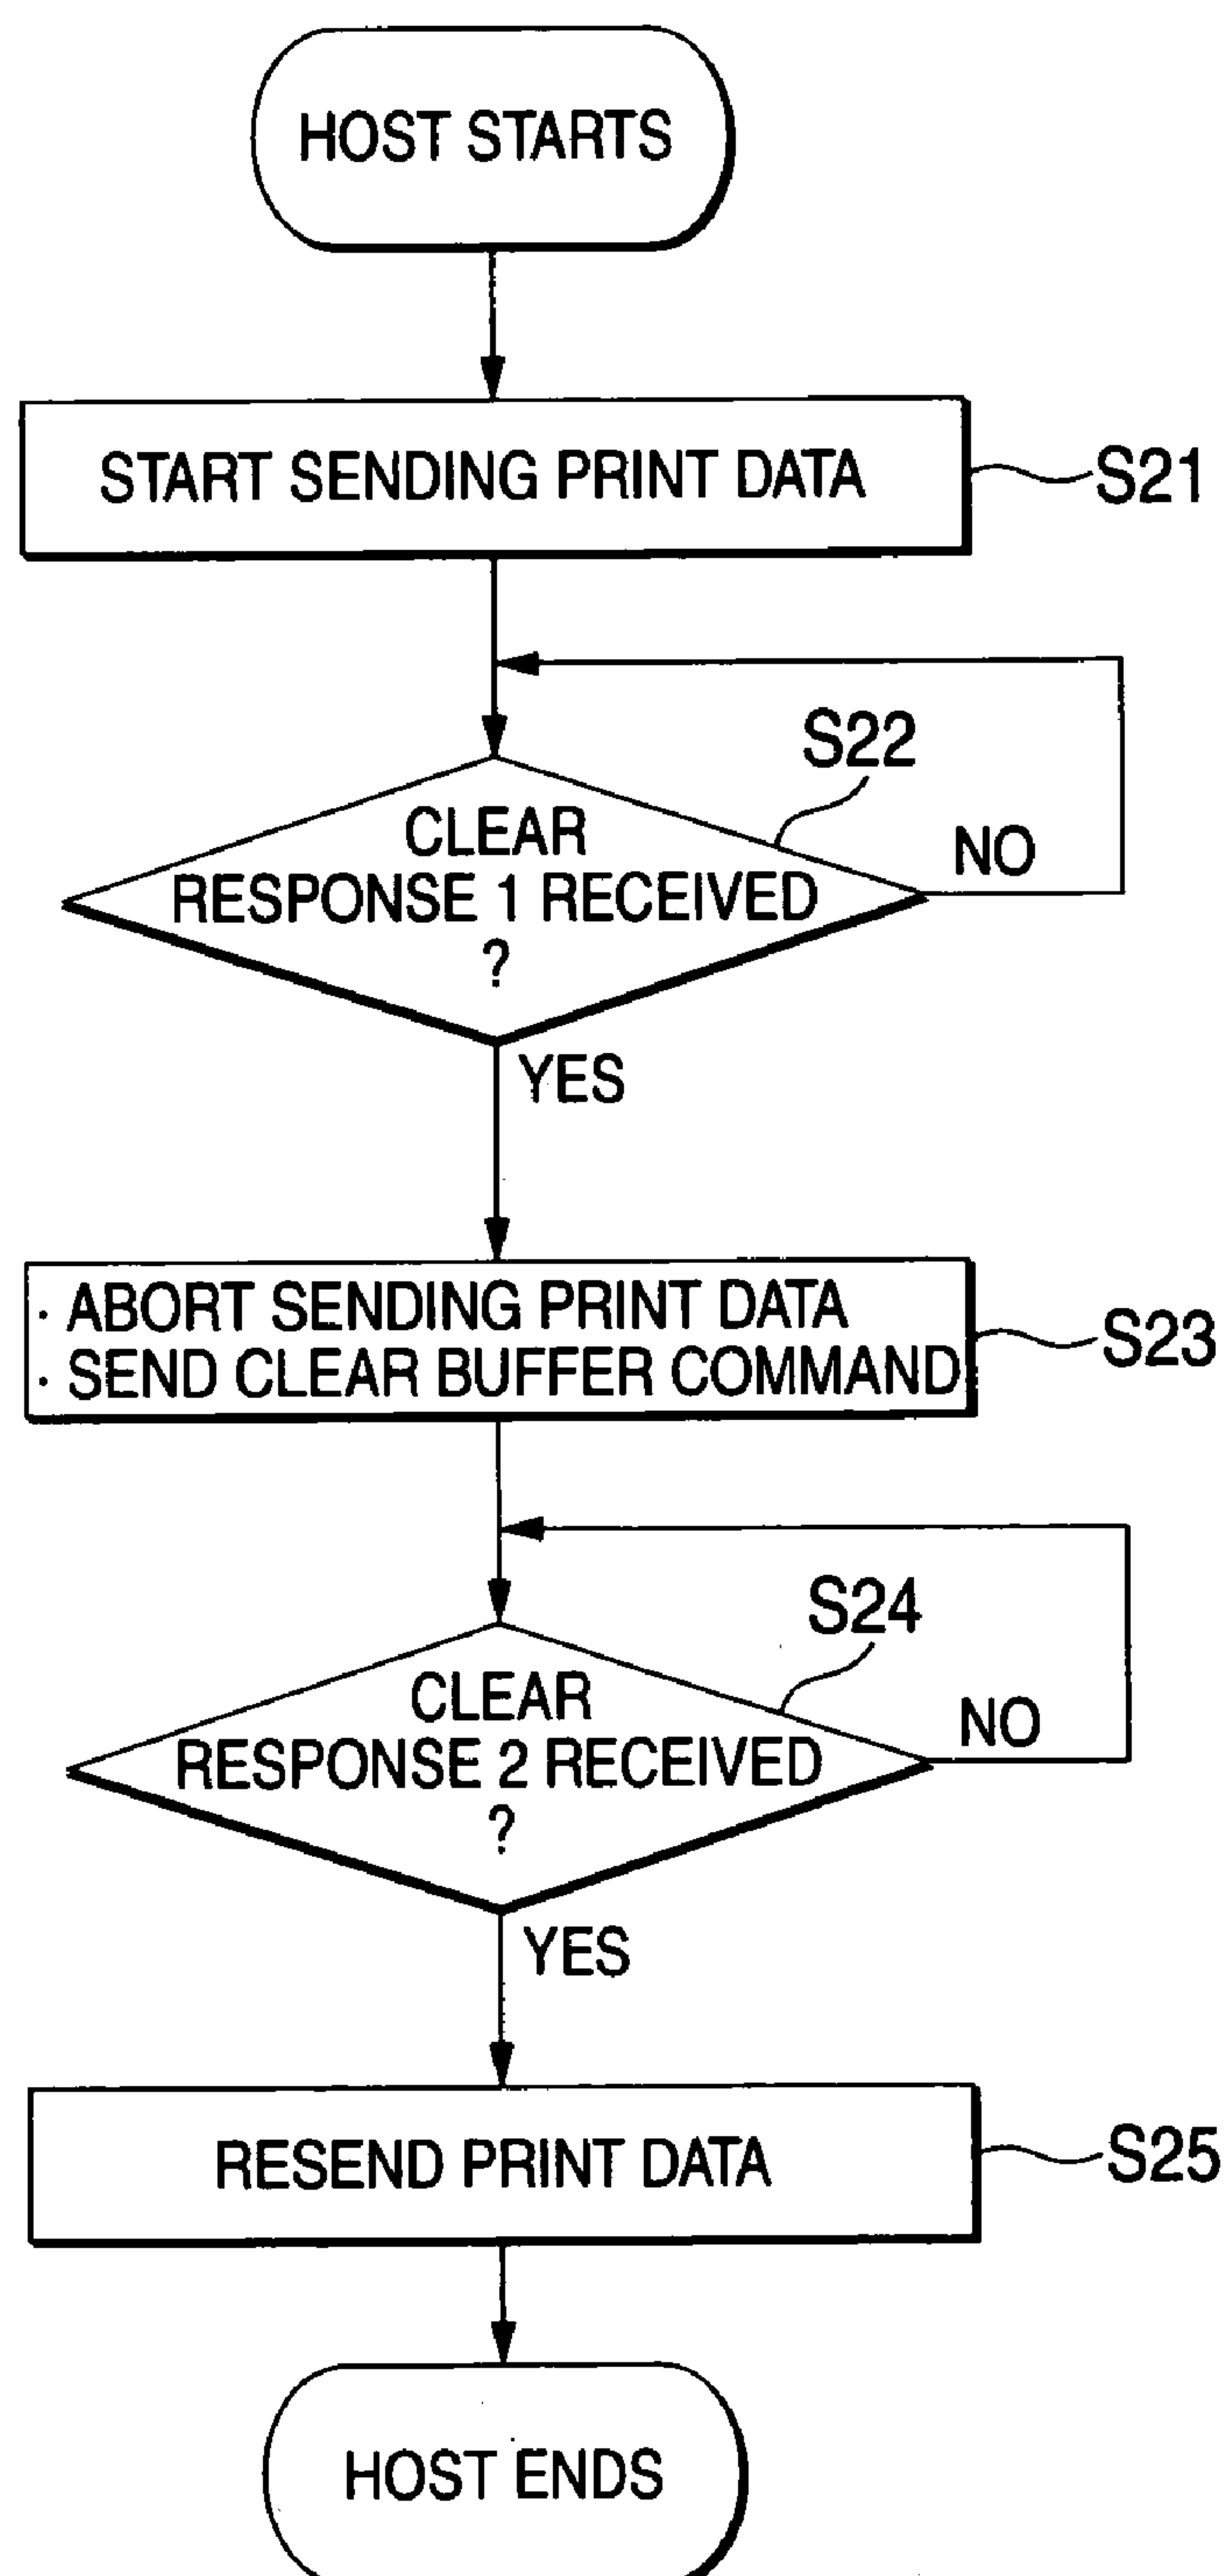 HOST STARTS
START SENDING PRINT DATA
S21
S22
CLEAR
RESPONSE 1 RECEIVED
?
NO
YES
· ABORT SENDING PRINT DATA
· SEND CLEAR BUFFER COMMAND
S23
S24
CLEAR
RESPONSE 2 RECEIVED
?
NO
YES
RESEND PRINT DATA
S25
HOST ENDS